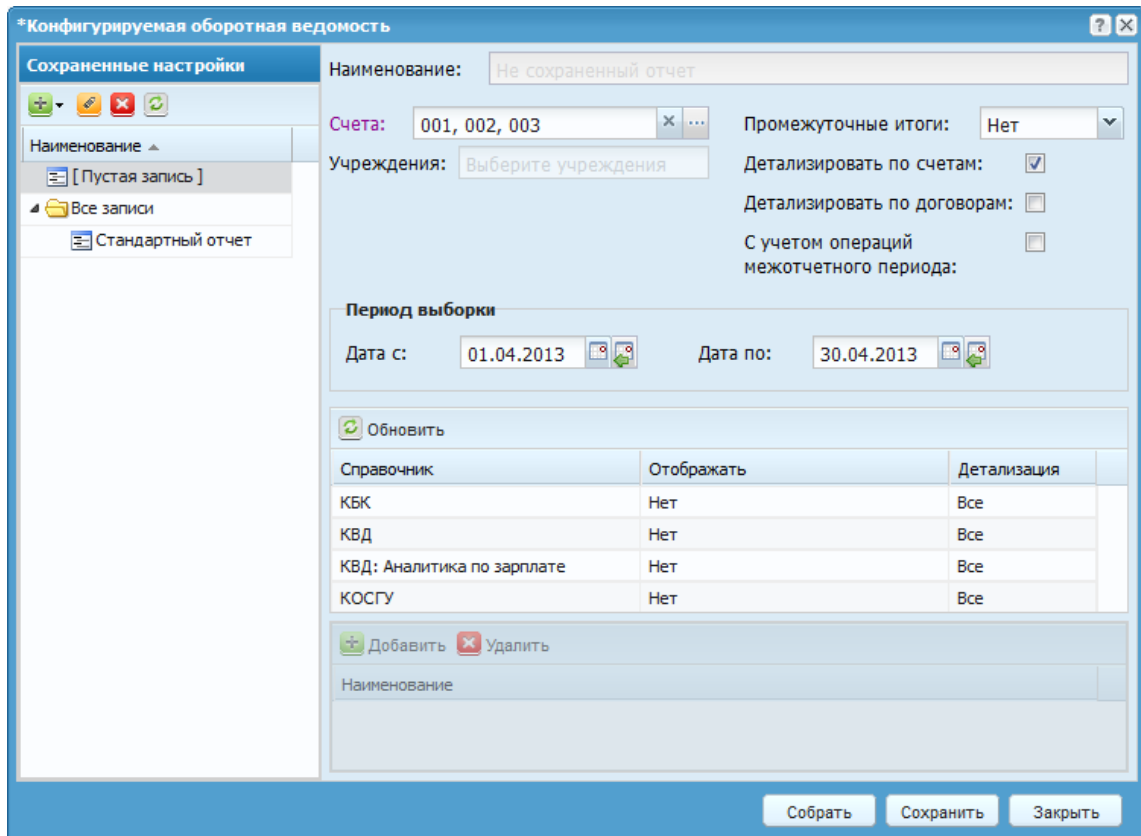 *Конфигурируемая оборотная ведомость
Сохраненные настройки
Наименование
[ Пустая запись ]
Все записи
Стандартный отчет
Наименование: Не сохраненный отчет
Счета: 001, 002, 003 Промежуточные итоги: Нет
Учреждения: Выберите учреждения Детализировать по счетам:
Детализировать по договорам:
С учетом операций
межотчетного периода:
Период выборки
Дата с: 01.04.2013 Дата по: 30.04.2013
Обновить
Справочник Отображать Детализация
КБК Нет Все
КВД Нет Все
КВД: Аналитика по зарплате Нет Все
КОСГУ Нет Все
Добавить Удалить
Наименование
Собрать Сохранить Закрыть